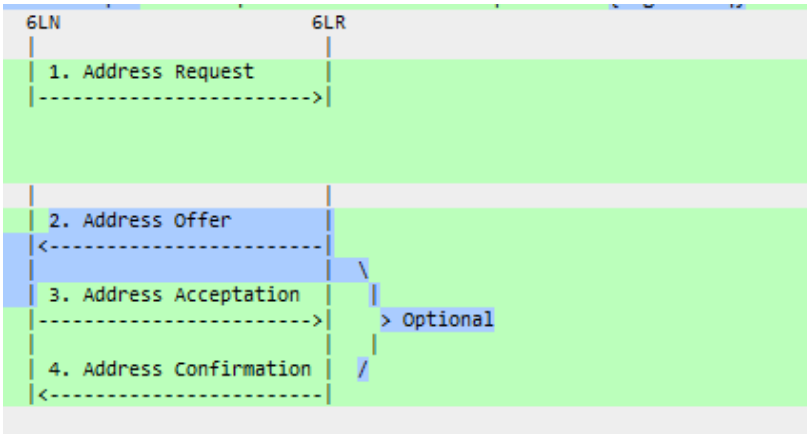 6LN                               6LR
 |                                 |
 | 1. Address Request              |
 |-------------------------------->|
 |                                 |
 | 2. Address Offer                |
 |<--------------------------------|
 |                                 |  \
 | 3. Address Acceptation          |   |
 |-------------------------------->|    > Optional
 |                                 |   |
 | 4. Address Confirmation         |  /
 |<--------------------------------|